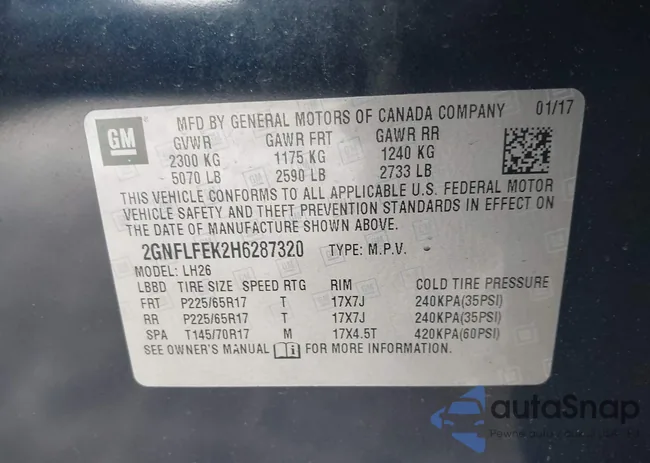 GM
MFD BY GENERAL MOTORS OF CANADA COMPANY 01/17
GVWR GAWR FRT GAWR RR
2300 KG 1175 KG 1240 KG
5070 LB 2590 LB 2733 LB
THIS VEHICLE CONFORMS TO ALL APPLICABLE U.S. FEDERAL MOTOR
VEHICLE SAFETY AND THEFT PREVENTION STANDARDS IN EFFECT ON
THE DATE OF MANUFACTURE SHOWN ABOVE.
2GNFLFEK2H6287320 TYPE: M.P.V.
MODEL: LH26
LBBD TIRE SIZE SPEED RTG RIM COLD TIRE PRESSURE
FRT P225/65R17 T 17X7J 240KPA(35PSI)
RR P225/65R17 T 17X7J 240KPA(35PSI)
SPA T145/70R17 M 17X4.5T 420KPA(60PSI)
SEE OWNER'S MANUAL FOR MORE INFORMATION.
autaSnap